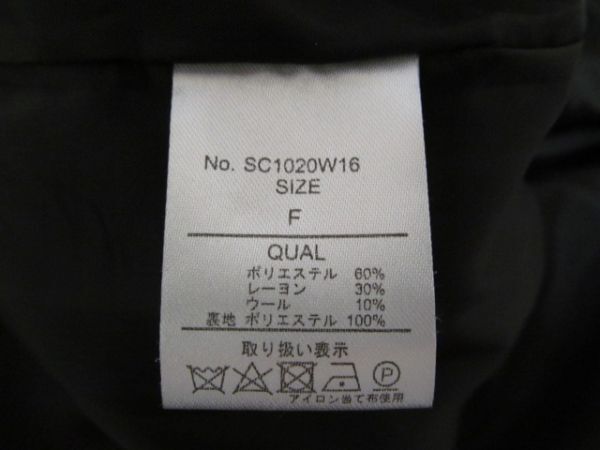 No. SC1020W16
SIZE
F
QUAL
ポリエステル 60%
レーヨン 30%
ウール 10%
裏地 ポリエステル 100%
取り扱い表示
P
アイロン当て布使用